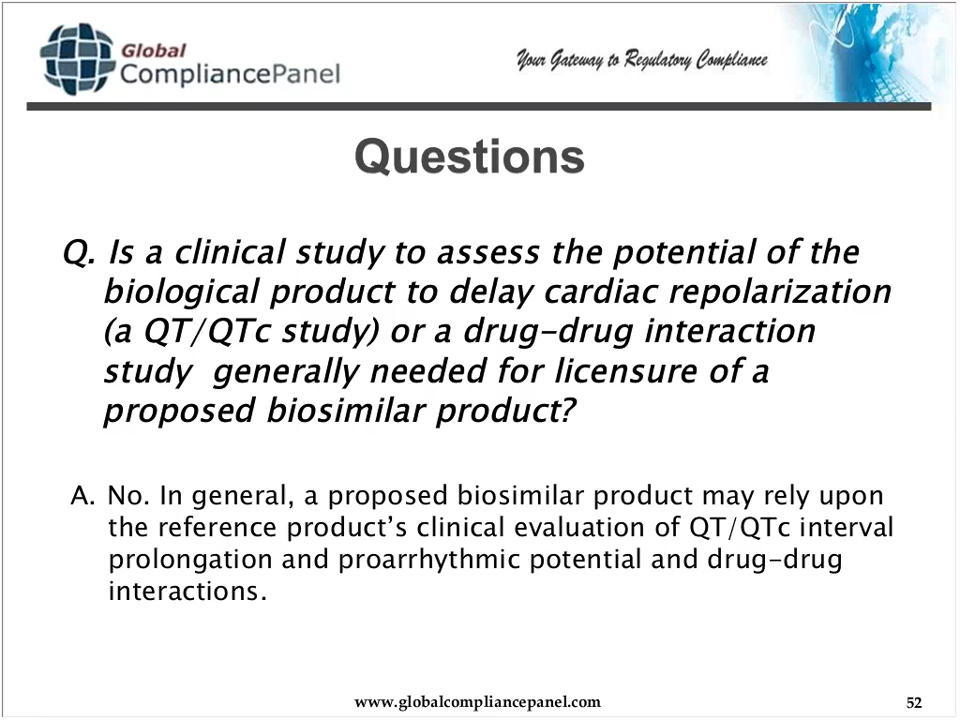 Global
CompliancePanel
Your Gateway to Regulatory Compliance
Questions
Q. Is a clinical study to assess the potential of the
biological product to delay cardiac repolarization
(a QT/QTc study) or a drug-drug interaction
study generally needed for licensure of a
proposed biosimilar product?
A. No. In general, a proposed biosimilar product may rely upon
the reference product's clinical evaluation of QT/QTc interval
prolongation and proarrhythmic potential and drug-drug
interactions.
www.globalcompliancepanel.com
52